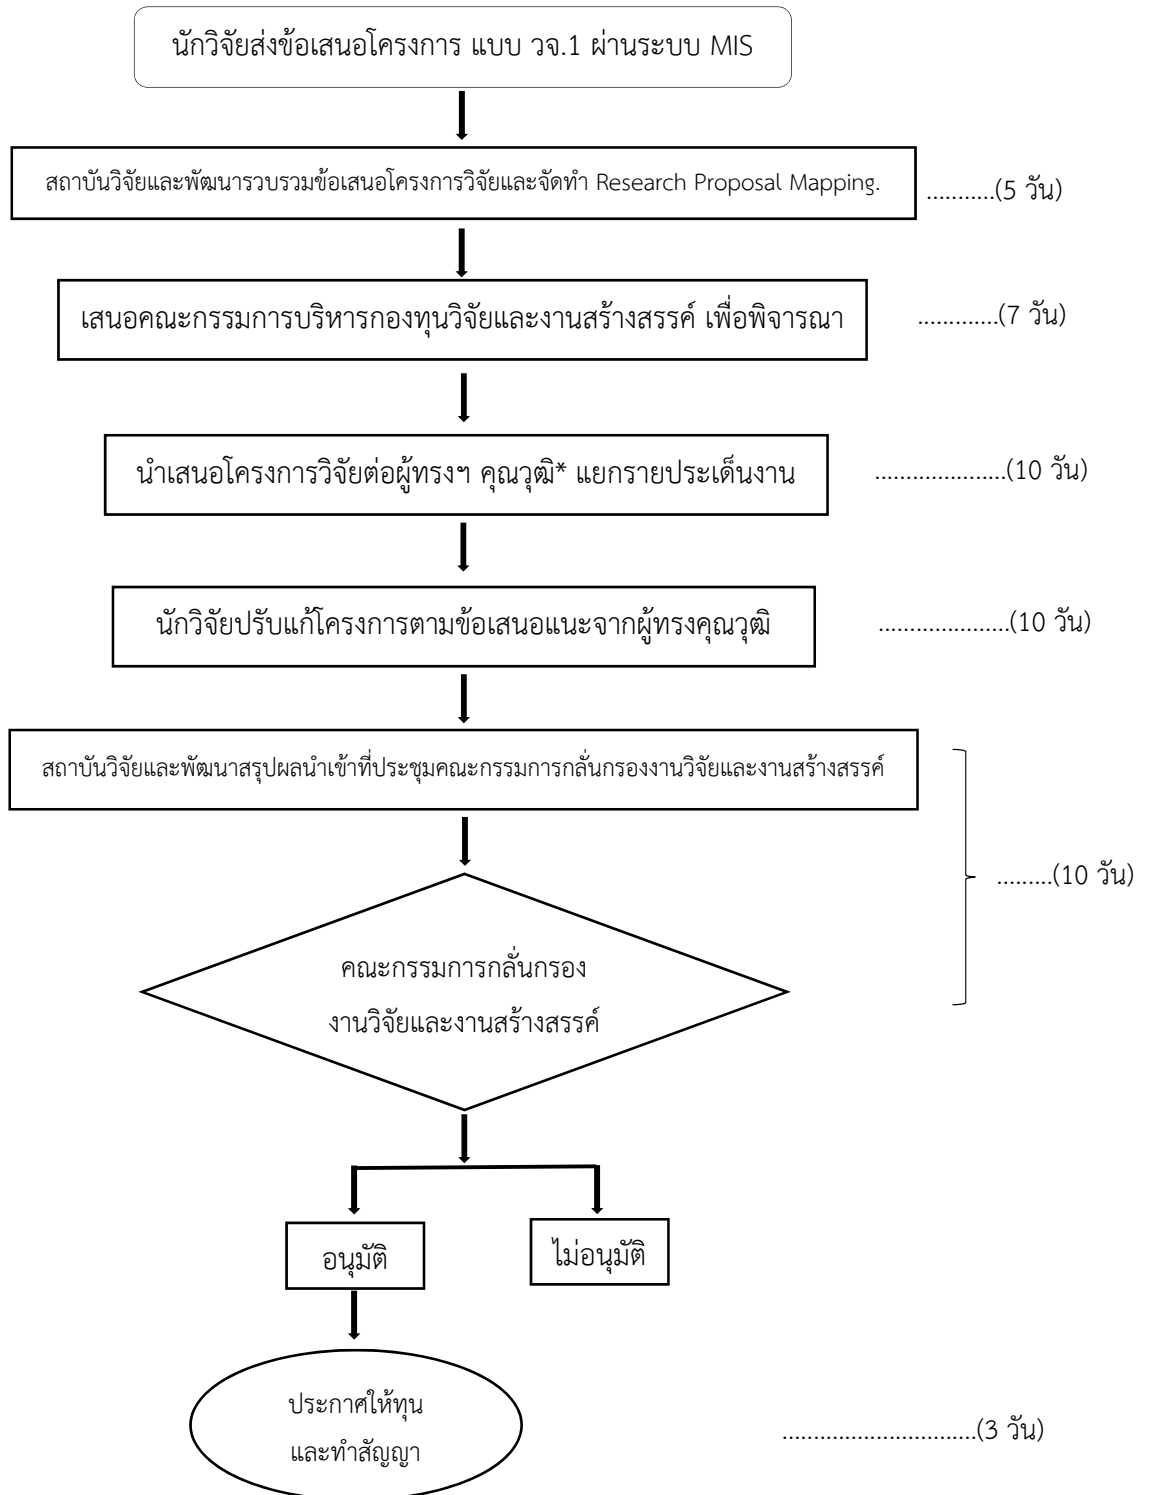 นักวิจัยส่งข้อเสนอโครงการ แบบ วจ.1 ผ่านระบบ MIS
สถาบันวิจัยและพัฒนารวบรวมข้อเสนอโครงการวิจัยและจัดทำ Research Proposal Mapping.
...........(5 วัน)
เสนอคณะกรรมการบริหารกองทุนวิจัยและงานสร้างสรรค์ เพื่อพิจารณา
.............(7 วัน)
นำเสนอโครงการวิจัยต่อผู้ทรงฯ คุณวุฒิ* แยกรายประเด็นงาน
.....................(10 วัน)
นักวิจัยปรับแก้โครงการตามข้อเสนอแนะจากผู้ทรงคุณวุฒิ
.....................(10 วัน)
สถาบันวิจัยและพัฒนาสรุปผลนำเข้าที่ประชุมคณะกรรมการกลั่นกรองงานวิจัยและงานสร้างสรรค์
.........(10 วัน)
คณะกรรมการกลั่นกรอง
งานวิจัยและงานสร้างสรรค์
อนุมัติ
ไม่อนุมัติ
ประกาศให้ทุน
และทำสัญญา
...............................(3 วัน)